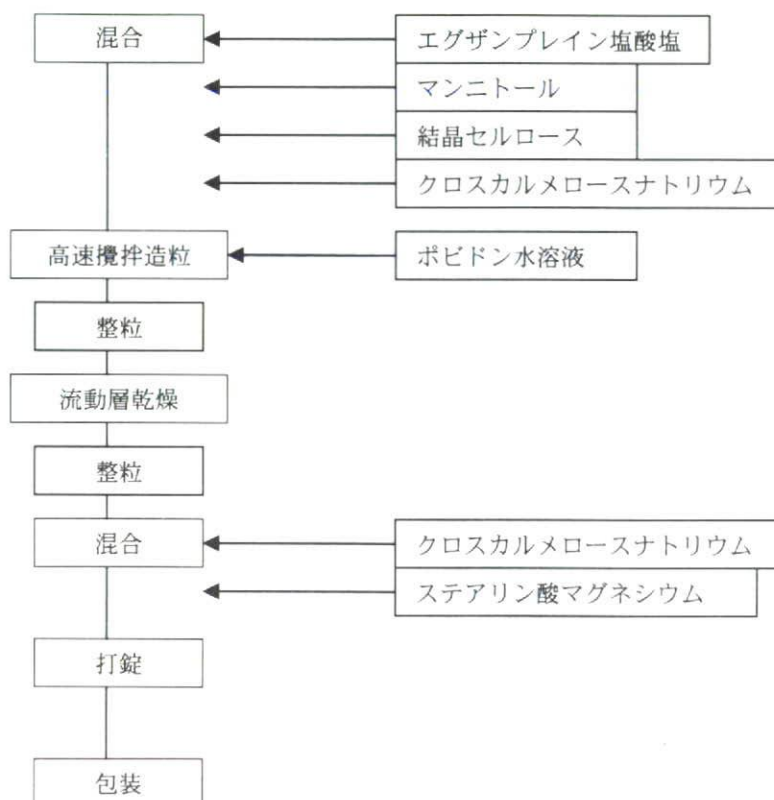 混合
エグザンプレイン塩酸塩
マンニトール
結晶セルロース
クロスカルメロースナトリウム
高速攪拌造粒
ポビドン水溶液
整粒
流動層乾燥
整粒
混合
クロスカルメロースナトリウム
ステアリン酸マグネシウム
打錠
包装